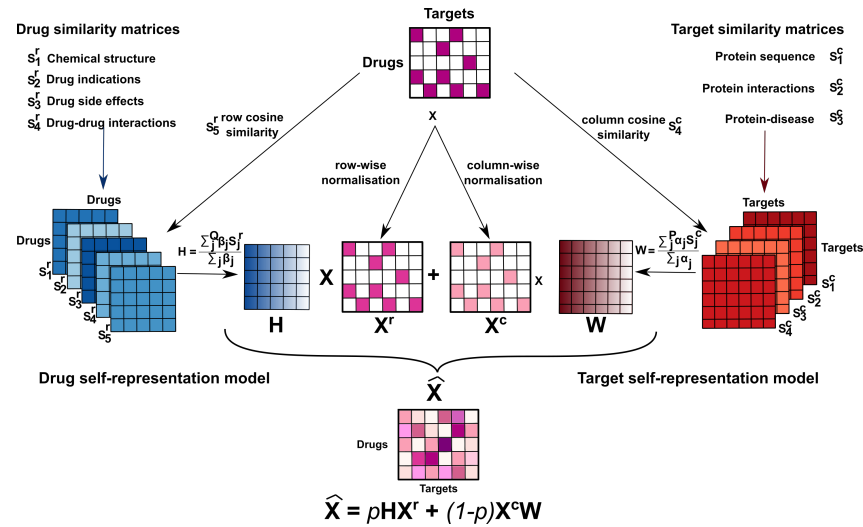 Drug similarity matrices
S₁ʳ Chemical structure
S₂ʳ Drug indications
S₃ʳ Drug side effects
S₄ʳ Drug-drug interactions
Targets
Drugs
X
Target similarity matrices
Protein sequence S₁ᶜ
Protein interactions S₂ᶜ
Protein-disease S₃ᶜ
S₅ʳ row cosine
similarity
column cosine S₄ᶜ
similarity
row-wise
normalisation
column-wise
normalisation
Drugs
Drugs
S₁ʳ
S₂ʳ
S₃ʳ
S₄ʳ
S₅ʳ
H = ∑ⱼQ βⱼSⱼʳ / ∑ⱼ βⱼ
H
X
Xʳ
+
Xᶜ
X
W
W = ∑ⱼP αⱼSⱼᶜ / ∑ⱼ αⱼ
Targets
Targets
S₁ᶜ
S₂ᶜ
S₃ᶜ
S₄ᶜ
Drug self-representation model
Target self-representation model
X̂
Drugs
Targets
X̂ = pHXʳ + (1-p)XᶜW